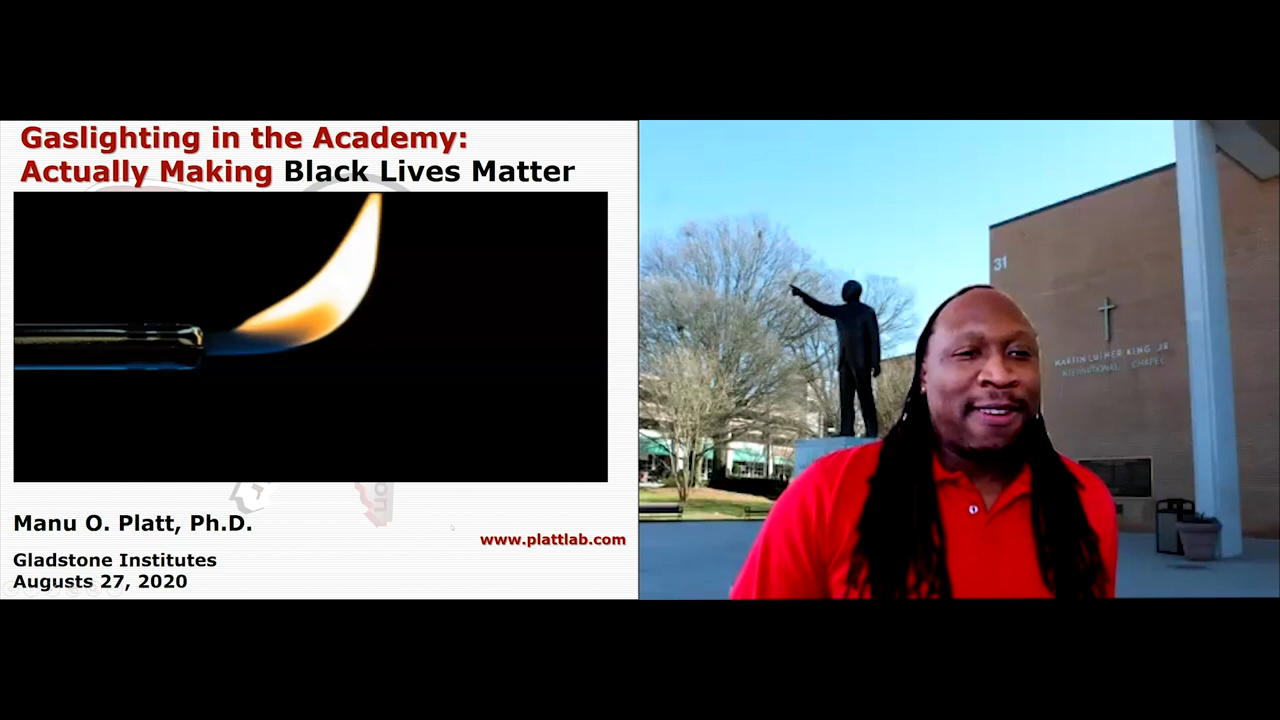 Gaslighting in the Academy:
Actually Making Black Lives Matter
on
Manu O. Platt, Ph.D.
www.plattlab.com
Gladstone Institutes
Augusts 27, 2020
31
MARTIN LUTHER KING JR
INTERNATIONAL CHAPEL